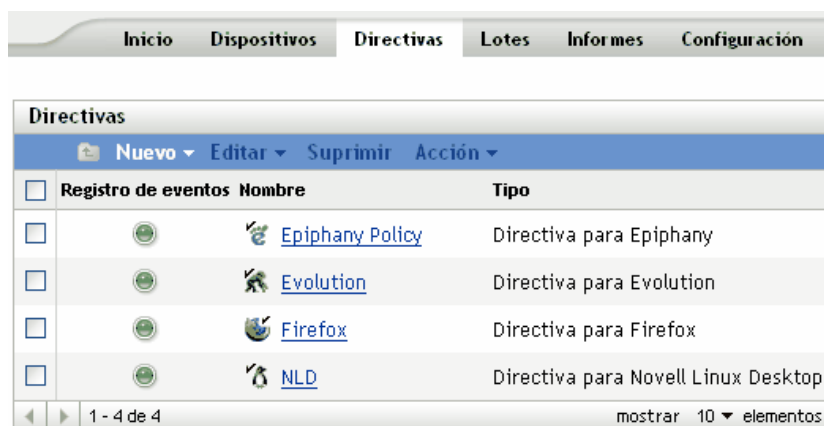 Inicio Dispositivos Directivas Lotes Informes Configuración
Directivas
Nuevo Editar Suprimir Acción
Registro de eventos Nombre Tipo
Epiphany Policy Directiva para Epiphany
Evolution Directiva para Evolution
Firefox Directiva para Firefox
NLD Directiva para Novell Linux Desktop
1 - 4 de 4 mostrar 10 elementos